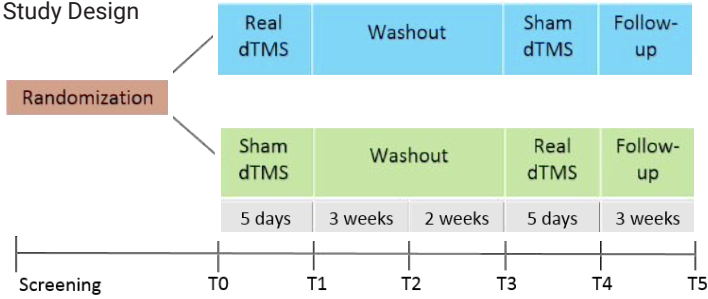 Study Design
Real
dTMS
Washout
Sham
dTMS
Follow-
up
Randomization
Sham
dTMS
Washout
Real
dTMS
Follow-
up
5 days
3 weeks
2 weeks
5 days
3 weeks
Screening
T0
T1
T2
T3
T4
T5